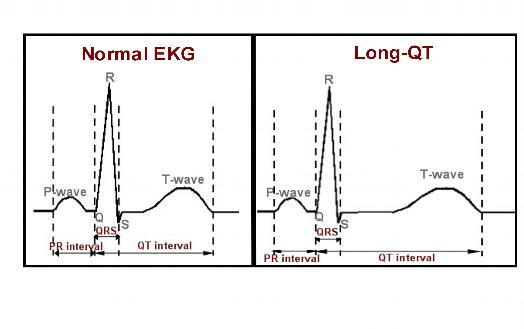 Normal EKG
R
P-wave
T-wave
Q
S
QRS
PR interval
QT interval
Long-QT
R
P-wave
T-wave
Q
S
QRS
PR interval
QT interval